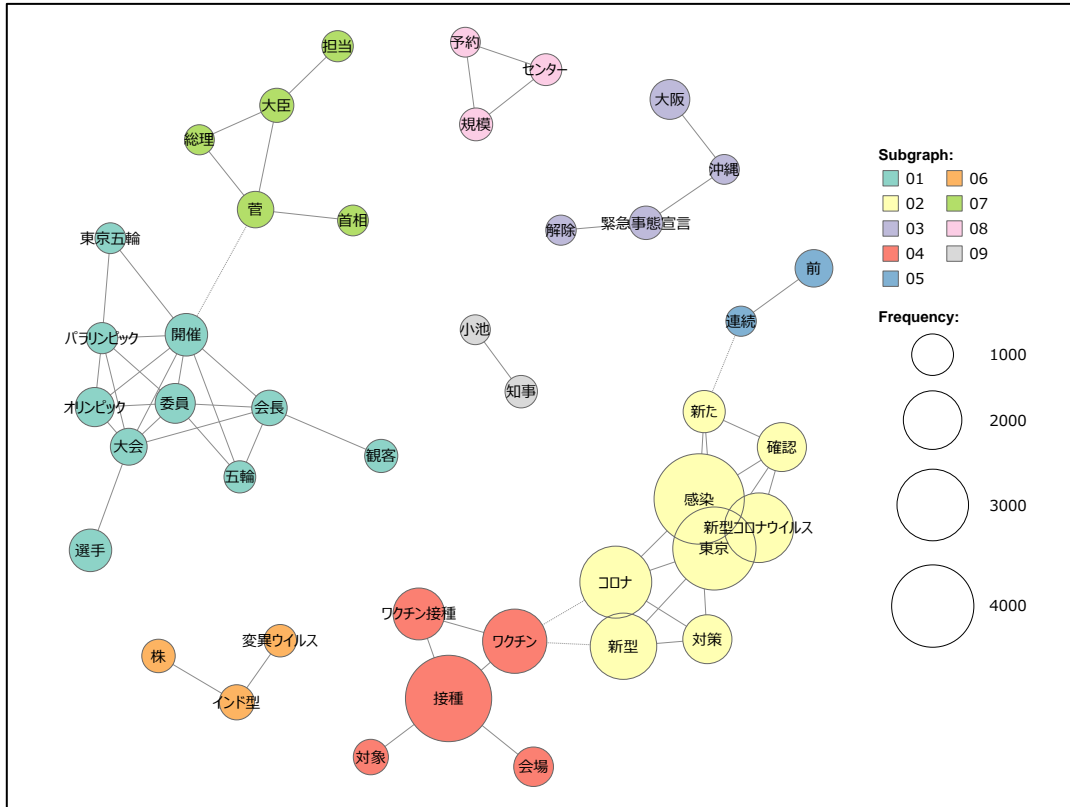 担当
大臣
総理
菅
首相
予約
センター
規模
大阪
沖縄
緊急事態宣言
解除
前
連続
東京五輪
パラリンピック
開催
オリンピック
委員
会長
大会
五輪
観客
選手
小池
知事
新た
確認
感染
新型コロナウイルス
東京
コロナ
新型
対策
ワクチン接種
ワクチン
接種
対象
会場
株
変異ウイルス
インド型
Subgraph:
01 06
02 07
03 08
04 09
05
Frequency:
1000
2000
3000
4000